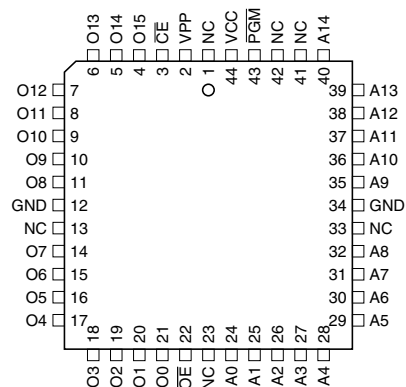 O13 O14 O15 CE VPP NC VCC PGM NC NC A14
6 5 4 3 2 1 44 43 42 41 40
O12 7 39 A13
O11 8 38 A12
O10 9 37 A11
O9 10 36 A10
O8 11 35 A9
GND 12 34 GND
NC 13 33 NC
O7 14 32 A8
O6 15 31 A7
O5 16 30 A6
O4 17 29 A5
18 19 20 21 22 23 24 25 26 27 28
O3 O2 O1 O0 OE NC A0 A1 A2 A3 A4